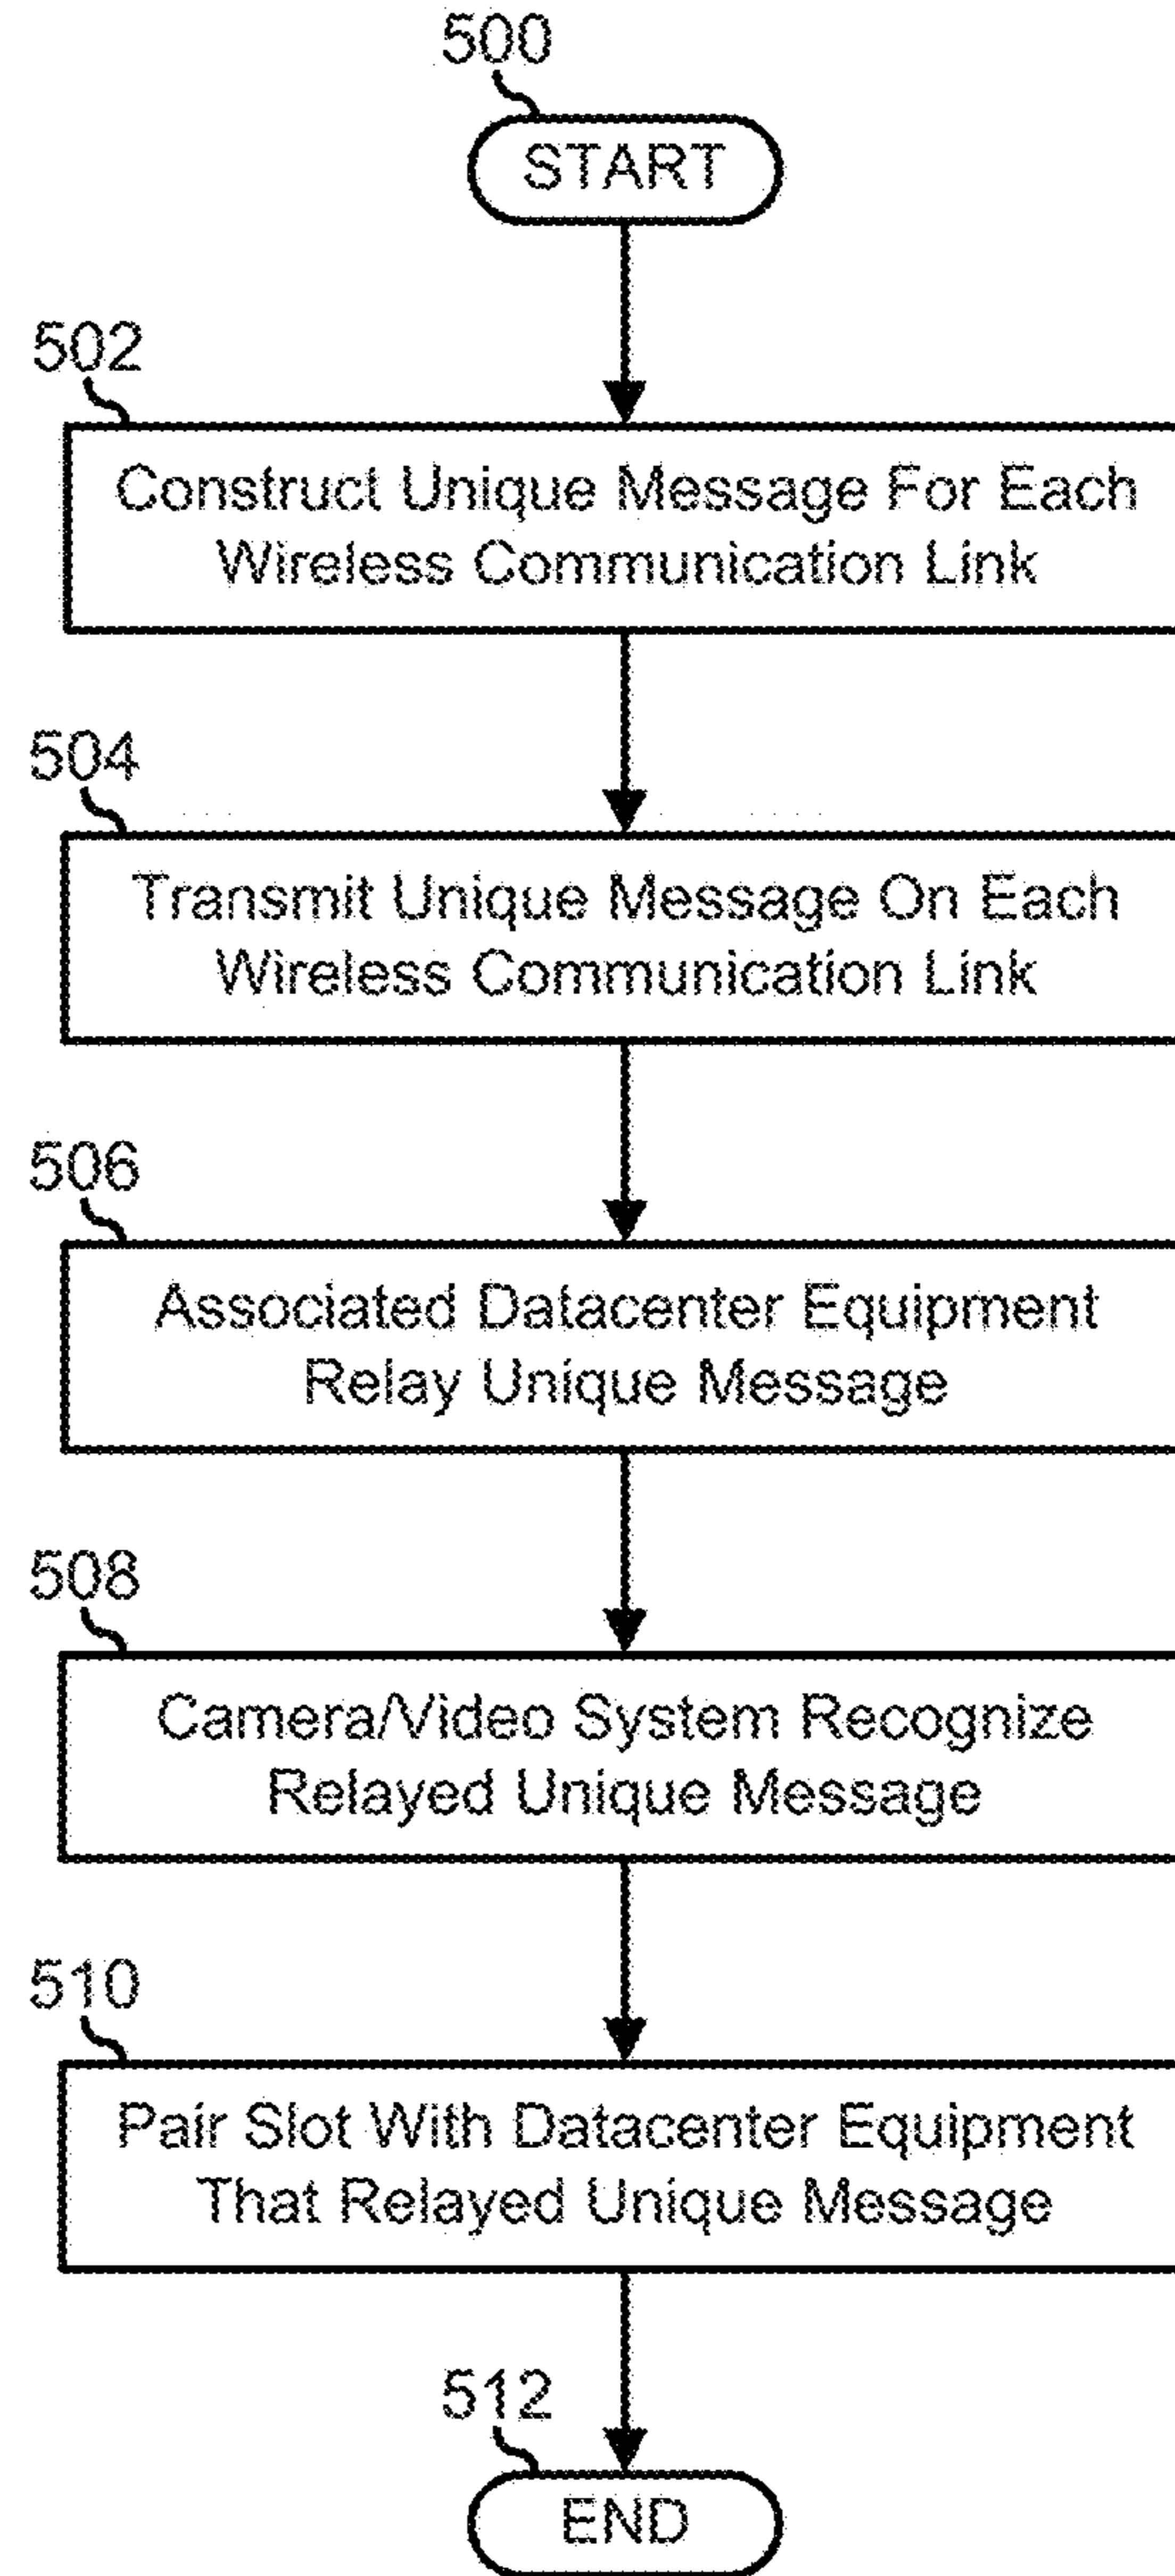 500
START
502
Construct Unique Message For Each
Wireless Communication Link
504
Transmit Unique Message On Each
Wireless Communication Link
506
Associated Datacenter Equipment
Relay Unique Message
508
Camera/Video System Recognize
Relayed Unique Message
510
Pair Slot With Datacenter Equipment
That Relayed Unique Message
512
END